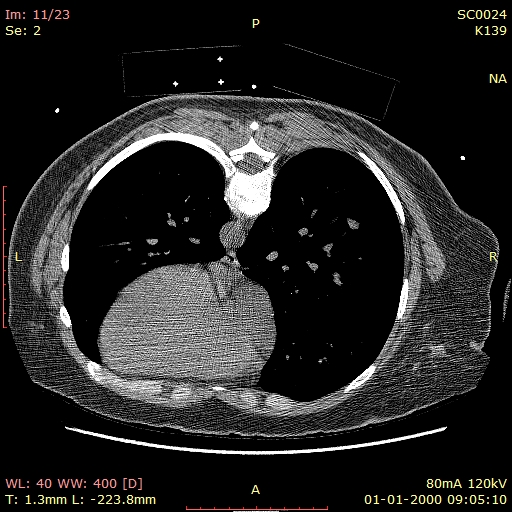 Im: 11/23
Se: 2
P
SC0024
K139
NA
L
R
WL: 40 WW: 400 [D]
T: 1.3mm L: -223.8mm
A
80mA 120kV
01-01-2000 09:05:10